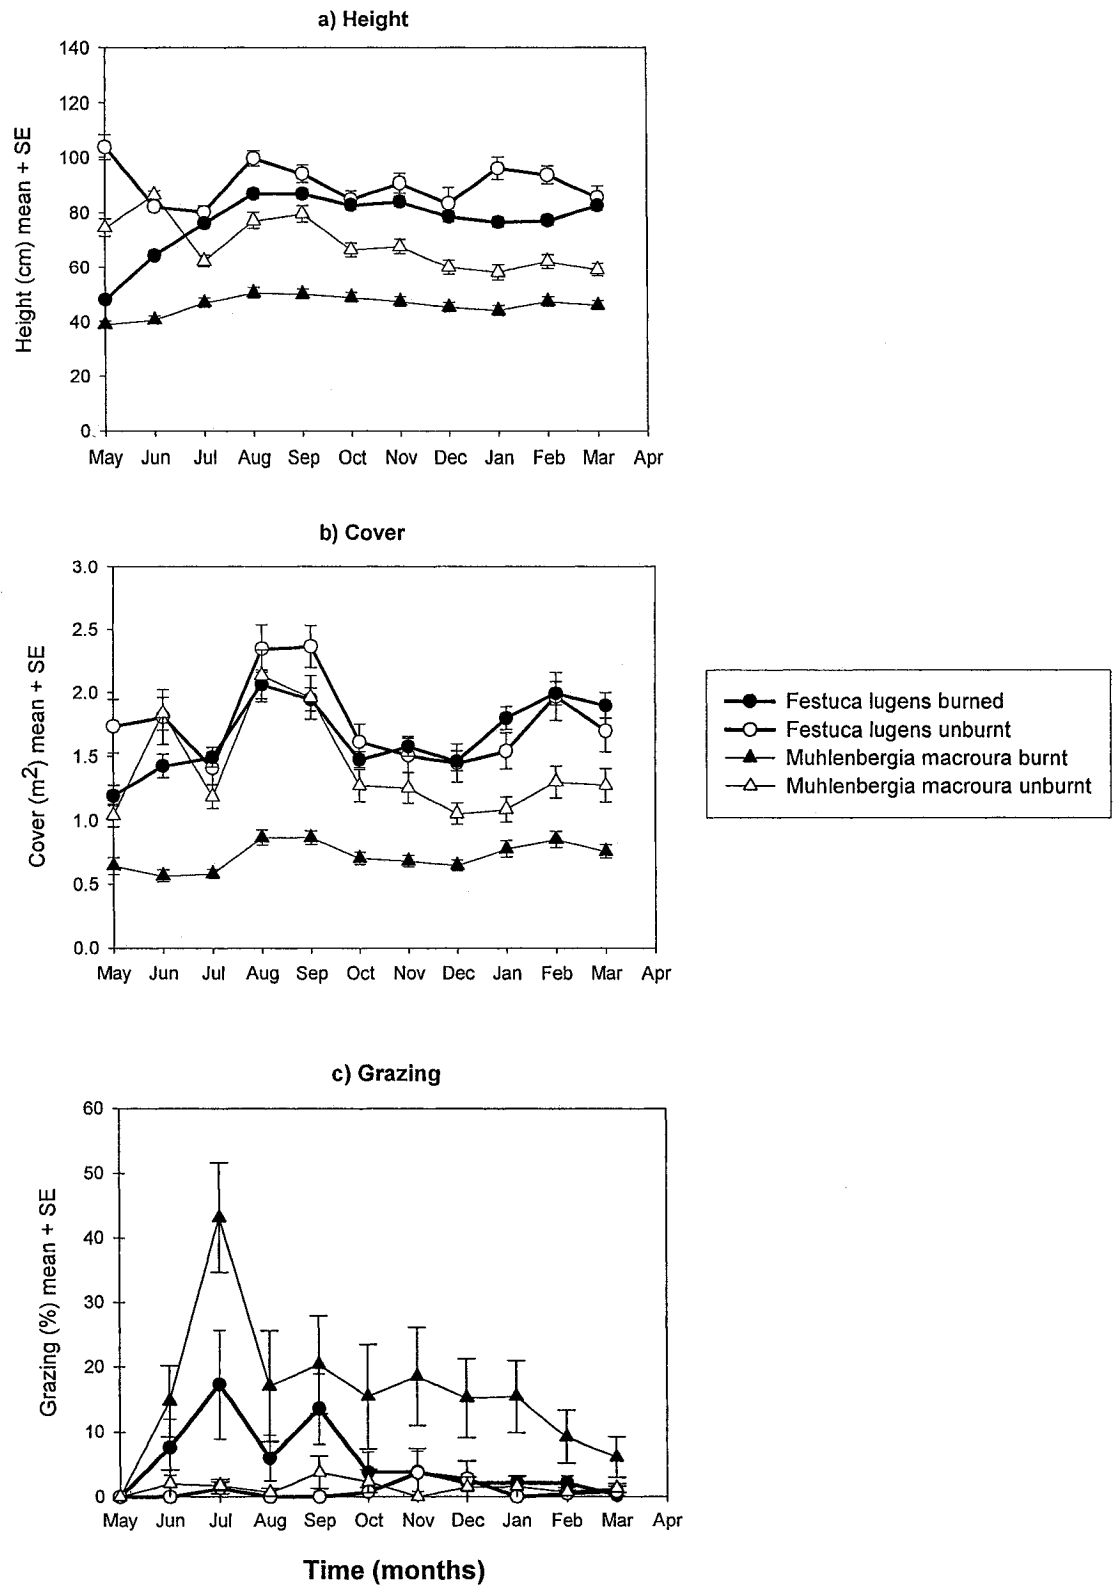 a) Height
140
120
100
80
60
40
20
0
Height (cm) mean + SE
May Jun Jul Aug Sep Oct Nov Dec Jan Feb Mar Apr
b) Cover
3.0
2.5
2.0
1.5
1.0
0.5
0.0
Cover (m²) mean + SE
May Jun Jul Aug Sep Oct Nov Dec Jan Feb Mar Apr
Festuca lugens burned
Festuca lugens unburnt
Muhlenbergia macroura burnt
Muhlenbergia macroura unburnt
c) Grazing
60
50
40
30
20
10
0
Grazing (%) mean + SE
May Jun Jul Aug Sep Oct Nov Dec Jan Feb Mar Apr
Time (months)